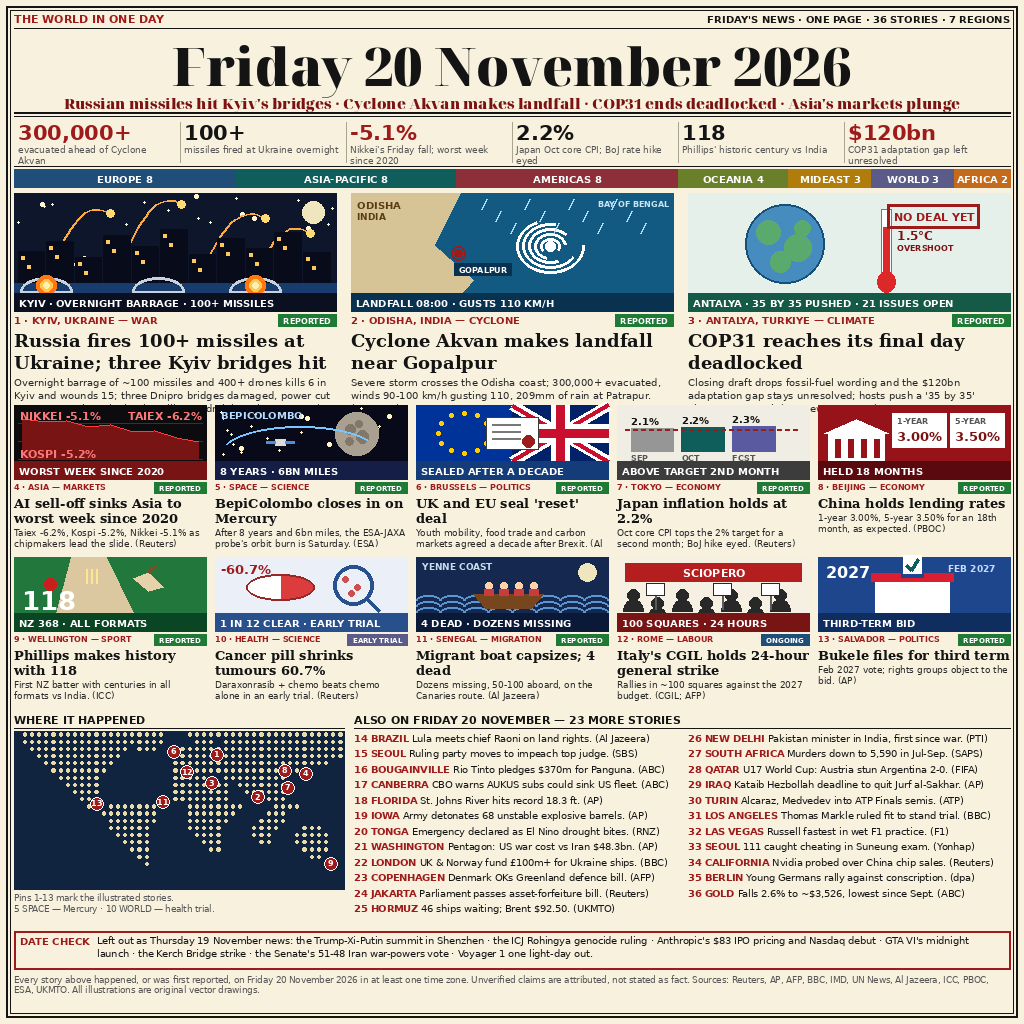 THE WORLD IN ONE DAY
FRIDAY'S NEWS · ONE PAGE · 36 STORIES · 7 REGIONS
Friday 20 November 2026
Russian missiles hit Kyiv's bridges · Cyclone Akvan makes landfall · COP31 ends deadlocked · Asia's markets plunge
300,000+
evacuated ahead of Cyclone
Akvan
100+
missiles fired at Ukraine overnight
-5.1%
Nikkei's Friday fall; worst week
since 2020
2.2%
Japan Oct core CPI; BoJ rate hike
eyed
118
Phillips' historic century vs India
$120bn
COP31 adaptation gap left
unresolved
EUROPE 8
ASIA-PACIFIC 8
AMERICAS 8
OCEANIA 4
MIDEAST 3
WORLD 3
AFRICA 2
KYIV · OVERNIGHT BARRAGE · 100+ MISSILES
1 · KYIV, UKRAINE — WAR
REPORTED
Russia fires 100+ missiles at
Ukraine; three Kyiv bridges hit
Overnight barrage of ~100 missiles and 400+ drones kills 6 in
Kyiv and wounds 15; three Dnipro bridges damaged, power cut
ODISHA
INDIA
BAY OF BENGAL
GOPALPUR
LANDFALL 08:00 · GUSTS 110 KM/H
2 · ODISHA, INDIA — CYCLONE
REPORTED
Cyclone Akvan makes landfall
near Gopalpur
Severe storm crosses the Odisha coast; 300,000+ evacuated,
winds 90-100 km/h gusting 110, 209mm of rain at Patrapur.
NO DEAL YET
1.5°C
OVERSHOOT
ANTALYA · 35 BY 35 PUSHED · 21 ISSUES OPEN
3 · ANTALYA, TURKIYE — CLIMATE
REPORTED
COP31 reaches its final day
deadlocked
Closing draft drops fossil-fuel wording and the $120bn
adaptation gap stays unresolved; hosts push a '35 by 35'
NIKKEI -5.1%
TAIEX -6.2%
KOSPI -5.2%
WORST WEEK SINCE 2020
4 · ASIA — MARKETS
REPORTED
AI sell-off sinks Asia to
worst week since 2020
Taiex -6.2%, Kospi -5.2%, Nikkei -5.1% as
chipmakers lead the slide. (Reuters)
BEPICOLOMBO
8 YEARS · 6BN MILES
5 · SPACE — SCIENCE
REPORTED
BepiColombo closes in on
Mercury
After 8 years and 6bn miles, the ESA-JAXA
probe's orbit burn is Saturday. (ESA)
SEALED AFTER A DECADE
6 · BRUSSELS — POLITICS
REPORTED
UK and EU seal 'reset'
deal
Youth mobility, food trade and carbon
markets agreed a decade after Brexit. (Al
2.1%
2.2%
2.3%
SEP
OCT
FCST
ABOVE TARGET 2ND MONTH
7 · TOKYO — ECONOMY
REPORTED
Japan inflation holds at
2.2%
Oct core CPI tops the 2% target for a
second month; BoJ hike eyed. (Reuters)
1-YEAR
3.00%
5-YEAR
3.50%
HELD 18 MONTHS
8 · BEIJING — ECONOMY
REPORTED
China holds lending rates
1-year 3.00%, 5-year 3.50% for an 18th
month, as expected. (PBOC)
118
NZ 368 · ALL FORMATS
9 · WELLINGTON — SPORT
REPORTED
Phillips makes history
with 118
First NZ batter with centuries in all
formats vs India. (ICC)
-60.7%
1 IN 12 CLEAR · EARLY TRIAL
10 · HEALTH — SCIENCE
EARLY TRIAL
Cancer pill shrinks
tumours 60.7%
Daraxonrasib + chemo beats chemo
alone in an early trial. (Reuters)
YENNE COAST
4 DEAD · DOZENS MISSING
11 · SENEGAL — MIGRATION
REPORTED
Migrant boat capsizes; 4
dead
Dozens missing, 50-100 aboard, on the
Canaries route. (Al Jazeera)
SCIOPERO
100 SQUARES · 24 HOURS
12 · ROME — LABOUR
ONGOING
Italy's CGIL holds 24-hour
general strike
Rallies in ~100 squares against the 2027
budget. (CGIL; AFP)
2027
FEB 2027
THIRD-TERM BID
13 · SALVADOR — POLITICS
REPORTED
Bukele files for third term
Feb 2027 vote; rights groups object to the
bid. (AP)
WHERE IT HAPPENED
1
2
3
4
6
7
8
9
11
12
13
Pins 1-13 mark the illustrated stories.
5 SPACE — Mercury · 10 WORLD — health trial.
ALSO ON FRIDAY 20 NOVEMBER — 23 MORE STORIES
14 BRAZIL Lula meets chief Raoni on land rights. (Al Jazeera)
15 SEOUL Ruling party moves to impeach top judge. (SBS)
16 BOUGAINVILLE Rio Tinto pledges $370m for Panguna. (ABC)
17 CANBERRA CBO warns AUKUS subs could sink US fleet. (ABC)
18 FLORIDA St. Johns River hits record 18.3 ft. (AP)
19 IOWA Army detonates 68 unstable explosive barrels. (AP)
20 TONGA Emergency declared as El Nino drought bites. (RNZ)
21 WASHINGTON Pentagon: US war cost vs Iran $48.3bn. (AP)
22 LONDON UK & Norway fund £100m+ for Ukraine ships. (BBC)
23 COPENHAGEN Denmark OKs Greenland defence bill. (AFP)
24 JAKARTA Parliament passes asset-forfeiture bill. (Reuters)
25 HORMUZ 46 ships waiting; Brent $92.50. (UKMTO)
26 NEW DELHI Pakistan minister in India, first since war. (PTI)
27 SOUTH AFRICA Murders down to 5,590 in Jul-Sep. (SAPS)
28 QATAR U17 World Cup: Austria stun Argentina 2-0. (FIFA)
29 IRAQ Kataib Hezbollah deadline to quit Jurf al-Sakhar. (AP)
30 TURIN Alcaraz, Medvedev into ATP Finals semis. (ATP)
31 LOS ANGELES Thomas Markle ruled fit to stand trial. (BBC)
32 LAS VEGAS Russell fastest in wet F1 practice. (F1)
33 SEOUL 111 caught cheating in Suneung exam. (Yonhap)
34 CALIFORNIA Nvidia probed over China chip sales. (Reuters)
35 BERLIN Young Germans rally against conscription. (dpa)
36 GOLD Falls 2.6% to ~$3,526, lowest since Sept. (ABC)
DATE CHECK Left out as Thursday 19 November news: the Trump-Xi-Putin summit in Shenzhen · the ICJ Rohingya genocide ruling · Anthropic's $83 IPO pricing and Nasdaq debut · GTA VI's midnight
launch · the Kerch Bridge strike · the Senate's 51-48 Iran war-powers vote · Voyager 1 one light-day out.
Every story above happened, or was first reported, on Friday 20 November 2026 in at least one time zone. Unverified claims are attributed, not stated as fact. Sources: Reuters, AP, AFP, BBC, IMD, UN News, Al Jazeera, ICC, PBOC,
ESA, UKMTO. All illustrations are original vector drawings.